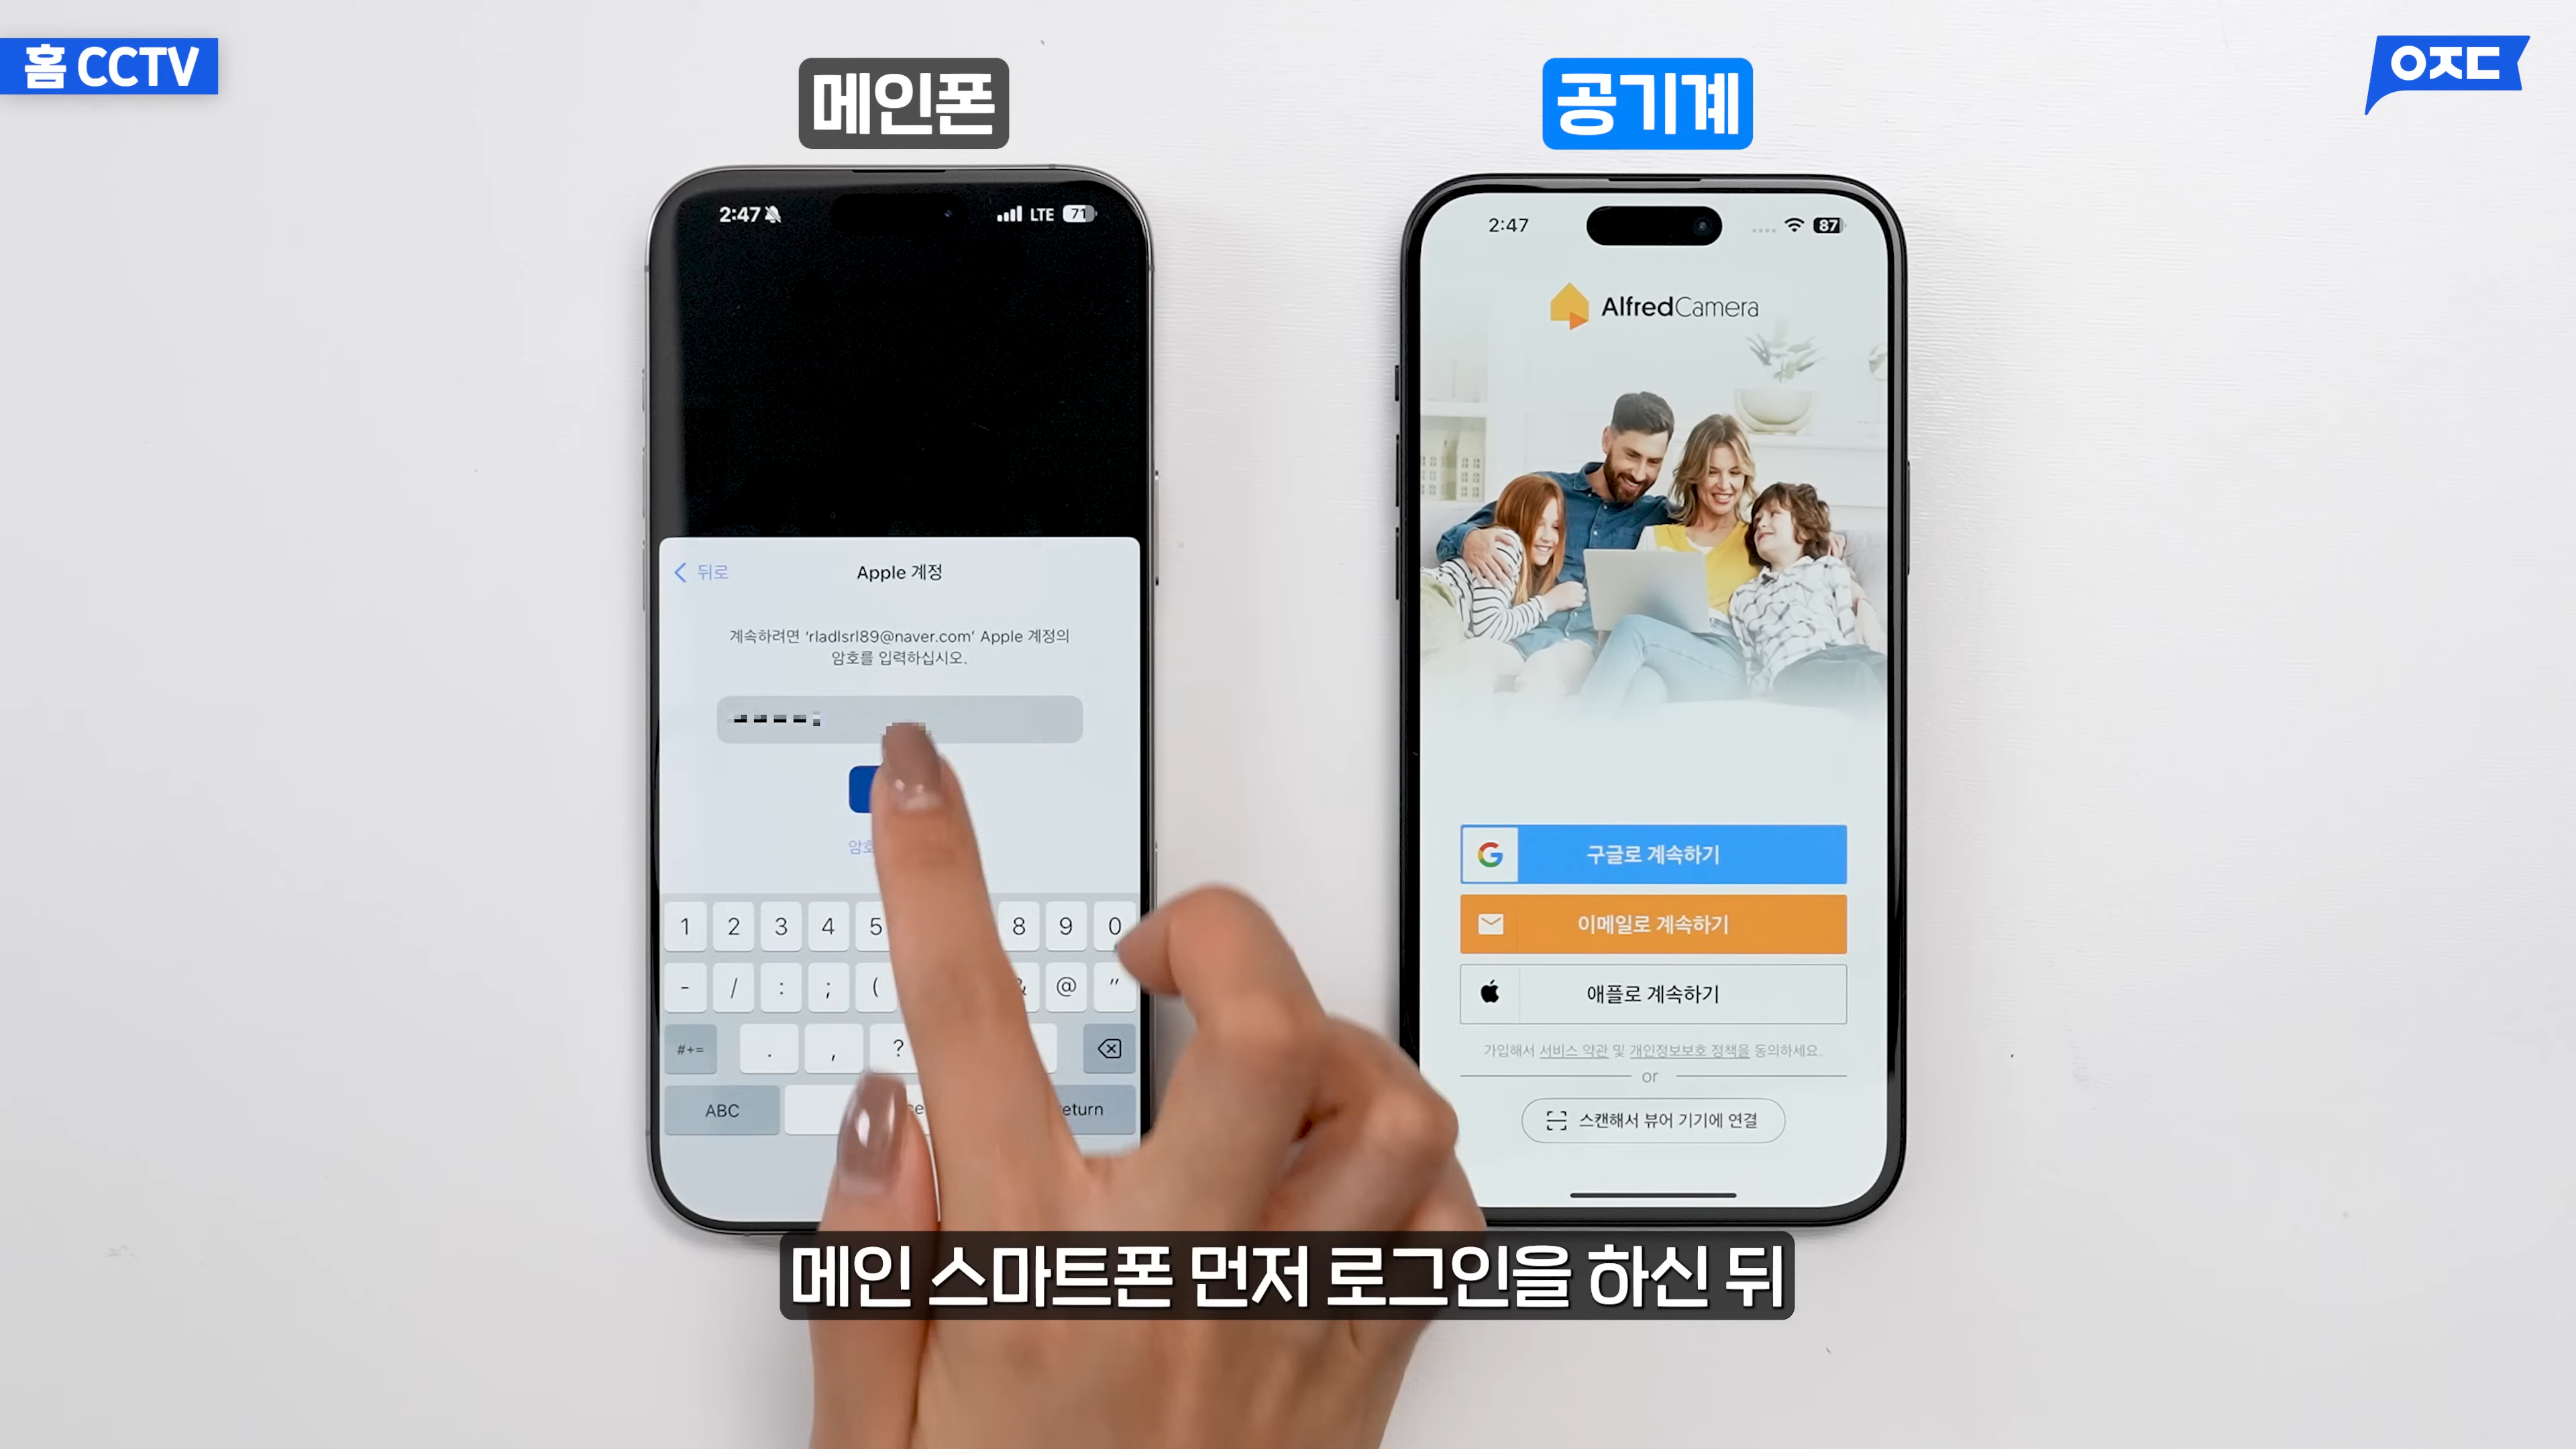 홈 CCTV
메인폰
공기계
오지드
2:47
LTE
71
Apple 계정
뒤로
계속하려면 ‘rladlsrl89@naver.com’ Apple 계정의
암호를 입력하십시오.
1 2 3 4 5 8 9 0
- / : ; ( & @ "
#+= . , ?
ABC
2:47
87
AlfredCamera
구글로 계속하기
이메일로 계속하기
애플로 계속하기
가입해서 서비스 약관 및 개인정보보호 정책을 동의하세요.
or
스캔해서 뷰어 기기에 연결
메인 스마트폰 먼저 로그인을 하신 뒤